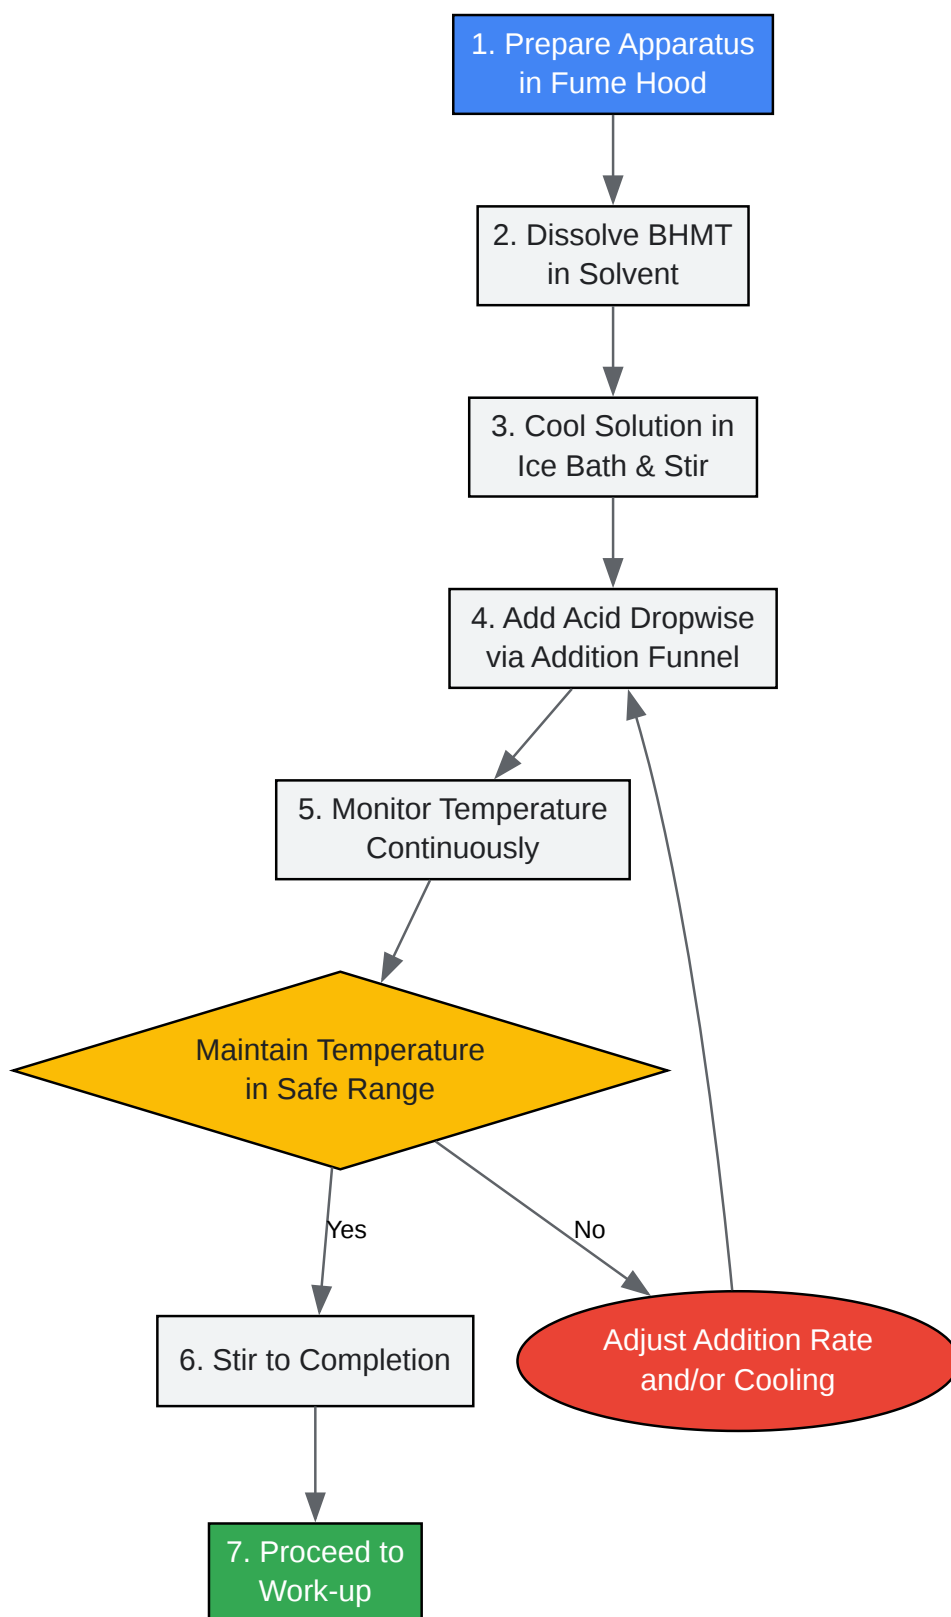 1. Prepare Apparatus
in Fume Hood
2. Dissolve BHMT
in Solvent
3. Cool Solution in
Ice Bath & Stir
4. Add Acid Dropwise
via Addition Funnel
5. Monitor Temperature
Continuously
Maintain Temperature
in Safe Range
Yes
No
6. Stir to Completion
Adjust Addition Rate
and/or Cooling
7. Proceed to
Work-up